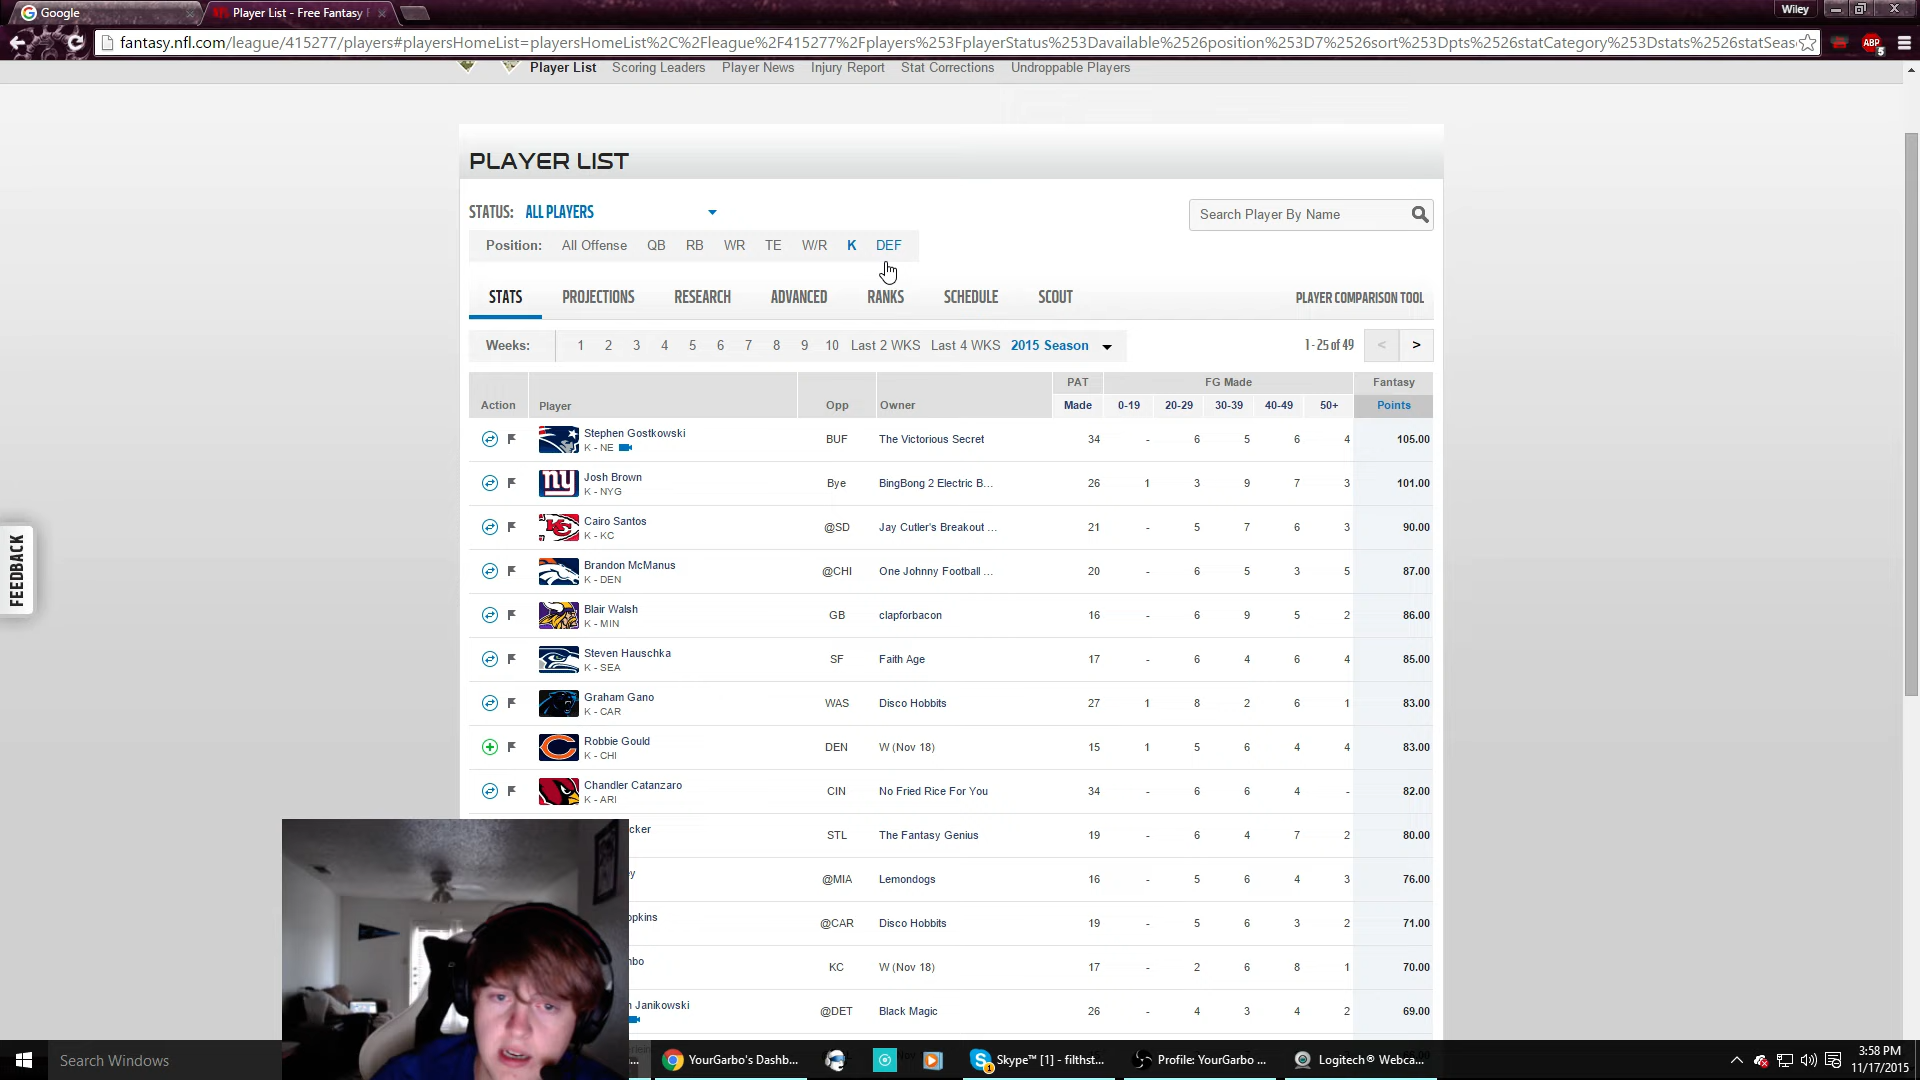 Google
Player List - Free Fantasy
Wiley
fantasy.nfl.com/league/415277/players#playersHomeList=playersHomeList%2C%2Fleague%2F415277%2Fplayers%253FplayerStatus%253Davailable%2526position%253D7%2526sort%253Dpts%2526statCategory%253Dstats%2526statSeas
ABP 5
Player List Scoring Leaders Player News Injury Report Stat Corrections Undroppable Players
PLAYER LIST
STATUS: ALL PLAYERS
Search Player By Name
Position: All Offense QB RB WR TE W/R K DEF
STATS PROJECTIONS RESEARCH ADVANCED RANKS SCHEDULE SCOUT PLAYER COMPARISON TOOL
Weeks: 1 2 3 4 5 6 7 8 9 10 Last 2 WKS Last 4 WKS 2015 Season 1 - 25 of 49 < >
PAT FG Made Fantasy
Action Player Opp Owner Made 0-19 20-29 30-39 40-49 50+ Points
Stephen Gostkowski
K - NE
BUF The Victorious Secret 34 - 6 5 6 4 105.00
ny
Josh Brown
K - NYG
Bye BingBong 2 Electric B... 26 1 3 9 7 3 101.00
KC
Cairo Santos
K - KC
@SD Jay Cutler's Breakout ... 21 - 5 7 6 3 90.00
Brandon McManus
K - DEN
@CHI One Johnny Football ... 20 - 6 5 3 5 87.00
Blair Walsh
K - MIN
GB clapforbacon 16 - 6 9 5 2 86.00
Steven Hauschka
K - SEA
SF Faith Age 17 - 6 4 6 4 85.00
Graham Gano
K - CAR
WAS Disco Hobbits 27 1 8 2 6 1 83.00
Robbie Gould
K - CHI
DEN W (Nov 18) 15 1 5 6 4 4 83.00
Chandler Catanzaro
K - ARI
CIN No Fried Rice For You 34 - 6 6 4 - 82.00
cker
STL The Fantasy Genius 19 - 6 4 7 2 80.00
ey
@MIA Lemondogs 16 - 5 6 4 3 76.00
opkins
@CAR Disco Hobbits 19 - 5 6 3 2 71.00
mbo
KC W (Nov 18) 17 - 2 6 8 1 70.00
n Janikowski
@DET Black Magic 26 - 4 3 4 2 69.00
FEEDBACK
Search Windows
YourGarbo's Dashb...
Skype™ [1] - filthst...
Profile: YourGarbo ...
Logitech® Webca...
3:58 PM
11/17/2015